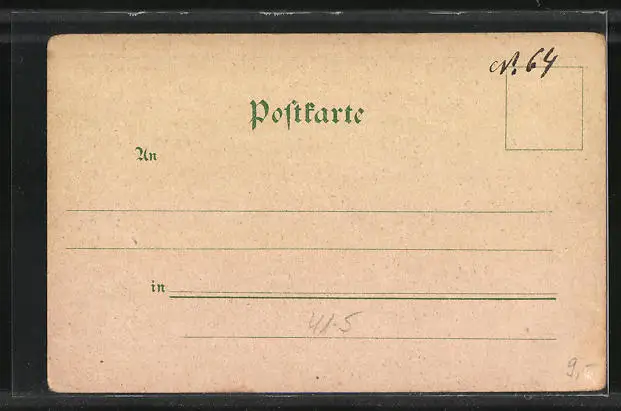 N. 64
Postkarte
An
in
41-5
9,-